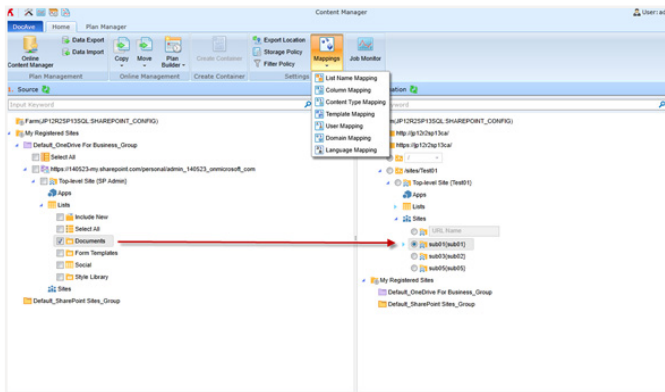 Content Manager
User: ad
DocAve Home Plan Manager
Online Content Manager
Data Export
Data Import
Copy
Move
Plan Builder
Create Container
Export Location
Storage Policy
Filter Policy
Mappings
Job Monitor
Plan Management Online Management Create Container Settings
List Name Mapping
Column Mapping
Content Type Mapping
Template Mapping
User Mapping
Domain Mapping
Language Mapping
Source
Input Keyword
Farm(JP12R2SP13SQL:SHAREPOINT_CONFIG)
My Registered Sites
Default_OneDrive For Business_Group
Select All
https://140523-my.sharepoint.com/personal/admin_140523_onmicrosoft_com
Top-level Site (SP Admin)
Apps
Lists
Include New
Select All
Documents
Form Templates
Social
Style Library
Sites
Default_SharePoint Sites_Group
ation
yword
m(JP12R2SP13SQL:SHAREPOINT_CONFIG)
http://jp12r2sp13ca/
https://jp12r2sp13ca/
/
/sites/Test01
Top-level Site (Test01)
Apps
Lists
Sites
URL Name
sub01(sub01)
sub03(sub02)
sub05(sub05)
My Registered Sites
Default_OneDrive For Business_Group
Default_SharePoint Sites_Group